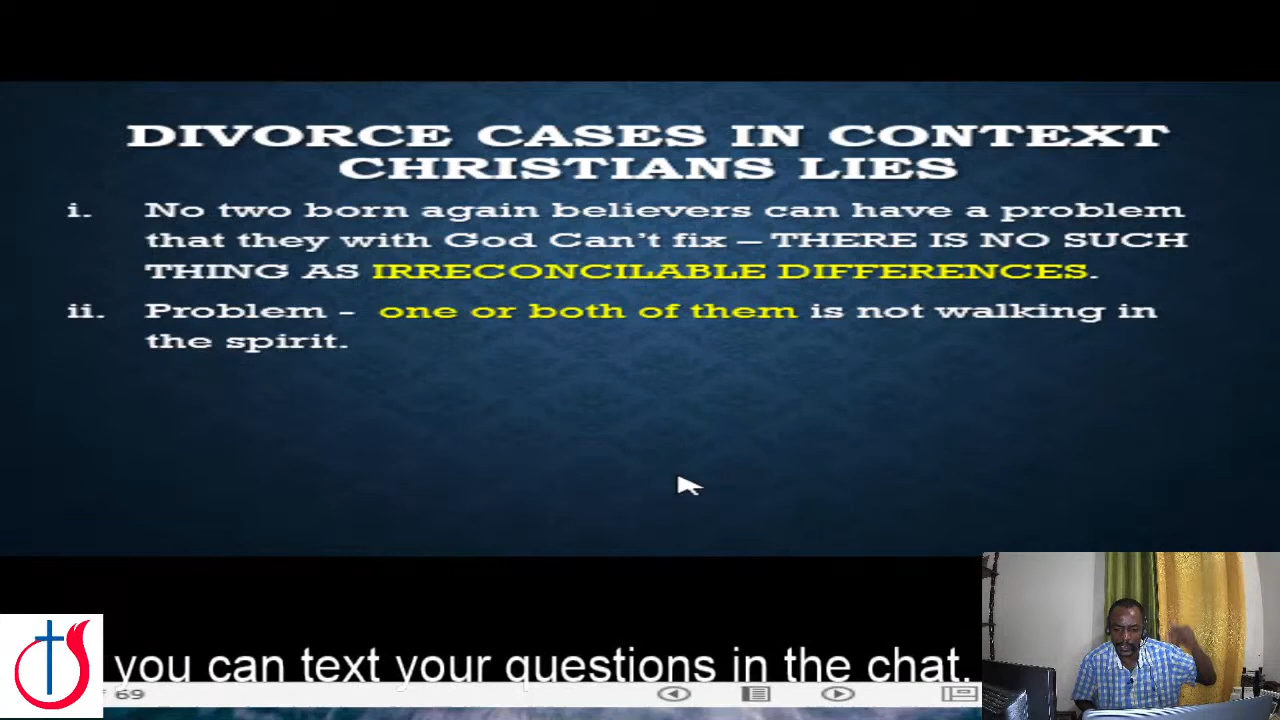 DIVORCE CASES IN CONTEXT
CHRISTIANS LIES
i. No two born again believers can have a problem
that they with God Can't fix – THERE IS NO SUCH
THING AS IRRECONCILABLE DIFFERENCES.
ii. Problem - one or both of them is not walking in
the spirit.
you can text your questions in the chat.
69